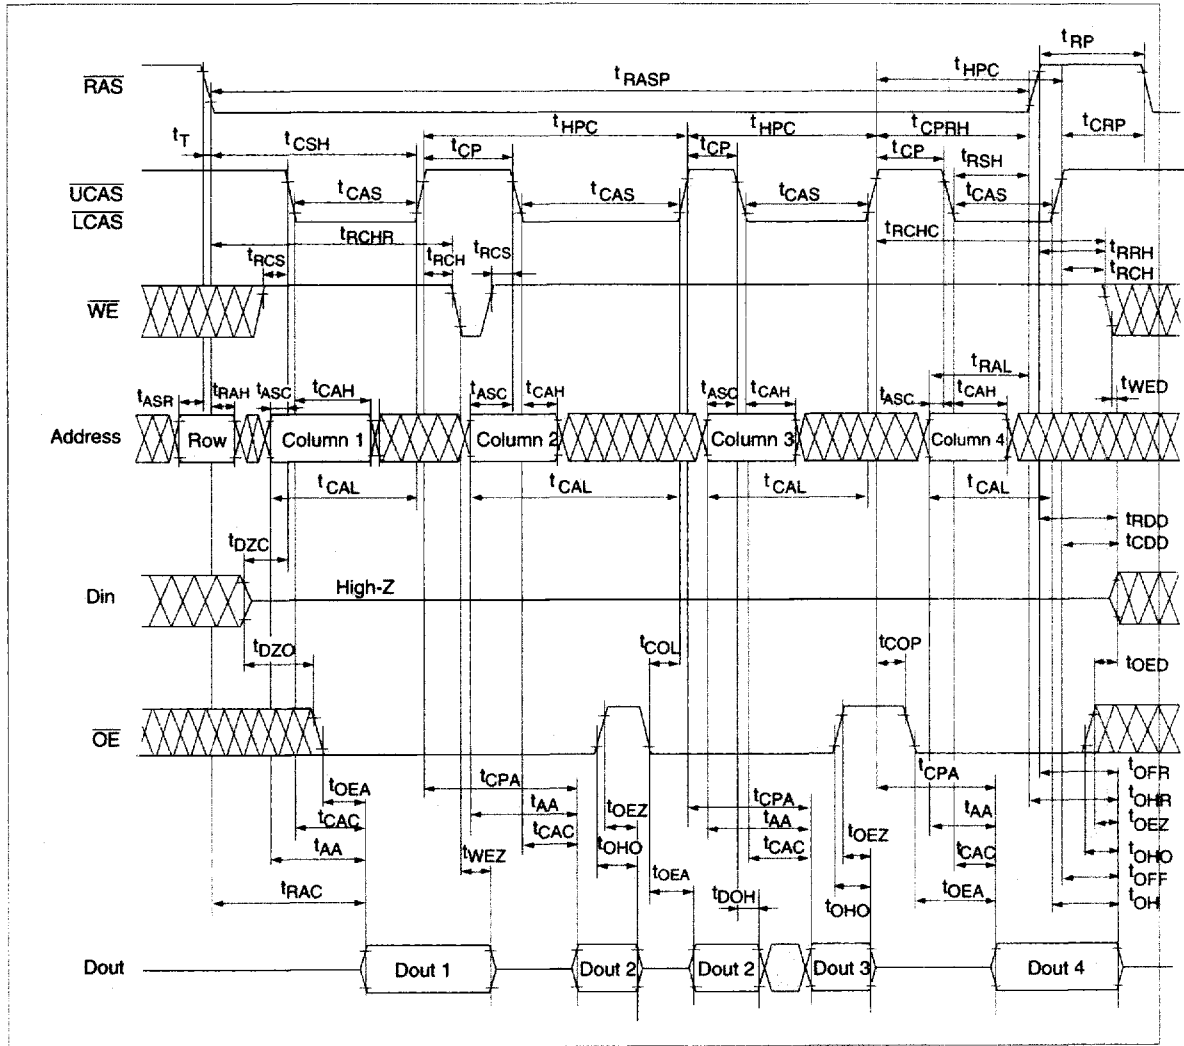 tRP
tHPC
tRASP
RAS
tHPC tHPC tCPRH tCRP
tT tCSH tCP tCP tCP tRSH
UCAS tCAS tCAS tCAS tCAS
LCAS
tRCHR tRCHC
tRCS tRCH tRCS tRRH
tRCH
WE
tRAL
tASR tRAH tASC tCAH tASC tCAH tASC tCAH tASC tCAH tWED
Address Row Column 1 Column 2 Column 3 Column 4
tCAL tCAL tCAL tCAL
tRDD
tDZC tCDD
Din High-Z
tDZO tCOL tCOP tOED
OE
tOEA tCPA tCPA tCPA tOFR
tCAC tAA tOEZ tAA tOEZ tAA tOHR
tAA tCAC tOHO tCAC tCAC tOEZ
tWEZ tOEA tOHO
tRAC tDOH tOHO tOEA tOFF
tOH
Dout Dout 1 Dout 2 Dout 2 Dout 3 Dout 4